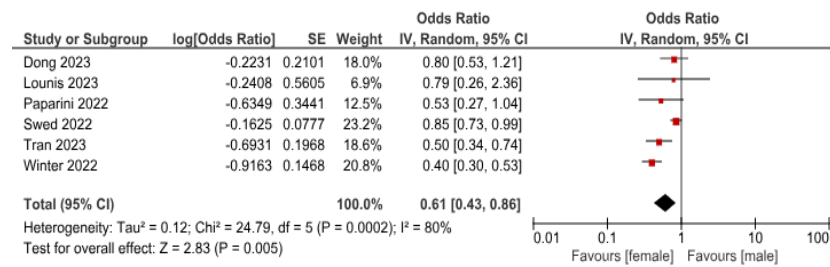 Odds Ratio Odds Ratio
Study or Subgroup log[Odds Ratio] SE Weight IV, Random, 95% CI IV, Random, 95% CI
Dong 2023 -0.2231 0.2101 18.0% 0.80 [0.53, 1.21]
Lounis 2023 -0.2408 0.5605 6.9% 0.79 [0.26, 2.36]
Paparini 2022 -0.6349 0.3441 12.5% 0.53 [0.27, 1.04]
Swed 2022 -0.1625 0.0777 23.2% 0.85 [0.73, 0.99]
Tran 2023 -0.6931 0.1968 18.6% 0.50 [0.34, 0.74]
Winter 2022 -0.9163 0.1468 20.8% 0.40 [0.30, 0.53]
Total (95% CI) 100.0% 0.61 [0.43, 0.86]
Heterogeneity: Tau² = 0.12; Chi² = 24.79, df = 5 (P = 0.0002); I² = 80%
Test for overall effect: Z = 2.83 (P = 0.005)
0.01 0.1 1 10 100
Favours [female] Favours [male]